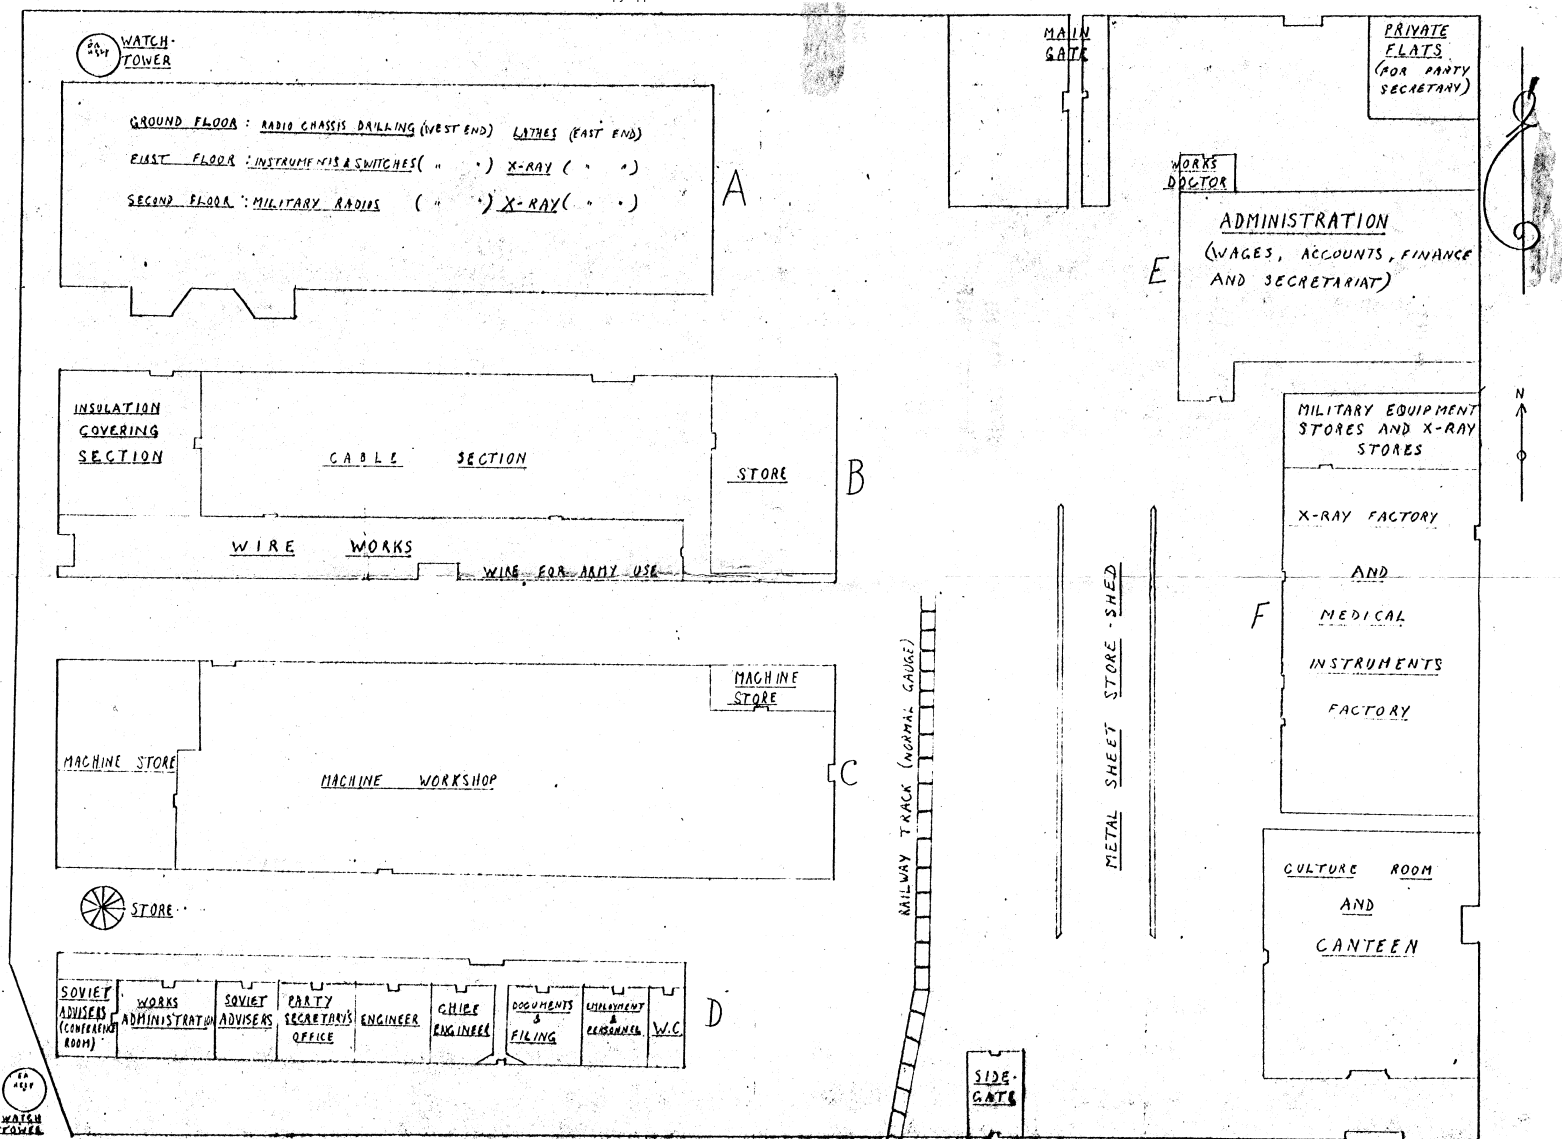 WATCH-
TOWER
GROUND FLOOR : RADIO CHASSIS DRILLING (WEST END) LATHES (EAST END)
FIRST FLOOR : INSTRUMENTS & SWITCHES ( " " ) X-RAY ( " " )
SECOND FLOOR : MILITARY RADIOS ( " " ) X-RAY ( " " )
A
MAIN
GATE
PRIVATE
FLATS
(FOR PARTY
SECRETARY)
WORKS
DOCTOR
ADMINISTRATION
(WAGES, ACCOUNTS, FINANCE
AND SECRETARIAT)
E
INSULATION
COVERING
SECTION
CABLE SECTION
STORE
B
WIRE WORKS
WIRE FOR ARMY USE
N
MILITARY EQUIPMENT
STORES AND X-RAY
STORES
X-RAY FACTORY
AND
MEDICAL
INSTRUMENTS
FACTORY
F
METAL SHEET STORE-SHED
RAILWAY TRACK (NORMAL GAUGE)
MACHINE
STORE
MACHINE STORE
MACHINE WORKSHOP
C
STORE
CULTURE ROOM
AND
CANTEEN
SOVIET
ADVISERS
(CONFERENCE
ROOM)
WORKS
ADMINISTRATION
SOVIET
ADVISERS
PARTY
SECRETARY'S
OFFICE
ENGINEER
CHIEF
ENGINEER
DOCUMENTS
&
FILING
EMPLOYMENT
&
PERSONNEL
W.C.
D
SIDE-
GATE
WATCH
TOWER